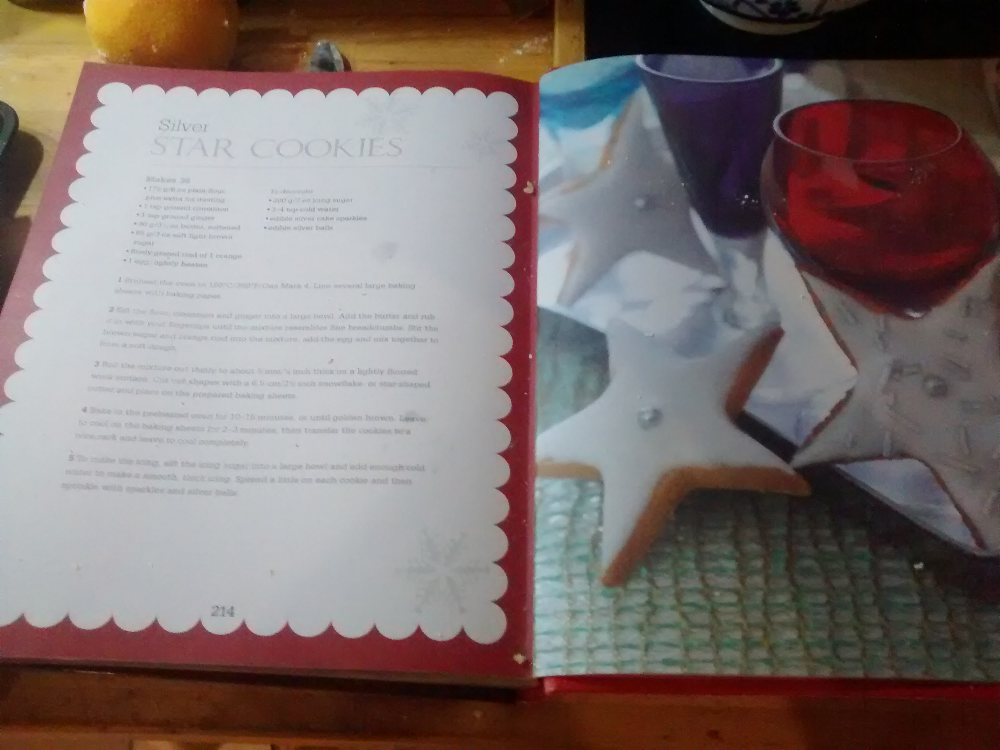 Silver
STAR COOKIES
Makes 36
• 175 g/6 oz plain flour,
plus extra for dusting
• 1 tsp ground cinnamon
• 1 tsp ground ginger
• 90 g/3¼ oz butter, softened
• 85 g/3 oz soft light brown
sugar
• finely grated rind of 1 orange
• 1 egg, lightly beaten
To decorate
• 200 g/7 oz icing sugar
• 3–4 tsp cold water
• edible silver cake sparkles
• edible silver balls
1 Preheat the oven to 180°C/350°F/Gas Mark 4. Line several large baking
sheets with baking paper.
2 Sift the flour, cinnamon and ginger into a large bowl. Add the butter and rub
it in with your fingertips until the mixture resembles fine breadcrumbs. Stir the
brown sugar and orange rind into the mixture, add the egg and mix together to
form a soft dough.
3 Roll the mixture out thinly to about 5 mm/¼ inch thick on a lightly floured
work surface. Cut out shapes with a 6.5-cm/2½-inch snowflake- or star-shaped
cutter and place on the prepared baking sheets.
4 Bake in the preheated oven for 10–15 minutes, or until golden brown. Leave
to cool on the baking sheets for 2–3 minutes, then transfer the cookies to a
wire rack and leave to cool completely.
5 To make the icing, sift the icing sugar into a large bowl and add enough cold
water to make a smooth, thick icing. Spread a little on each cookie and then
sprinkle with sparkles and silver balls.
214